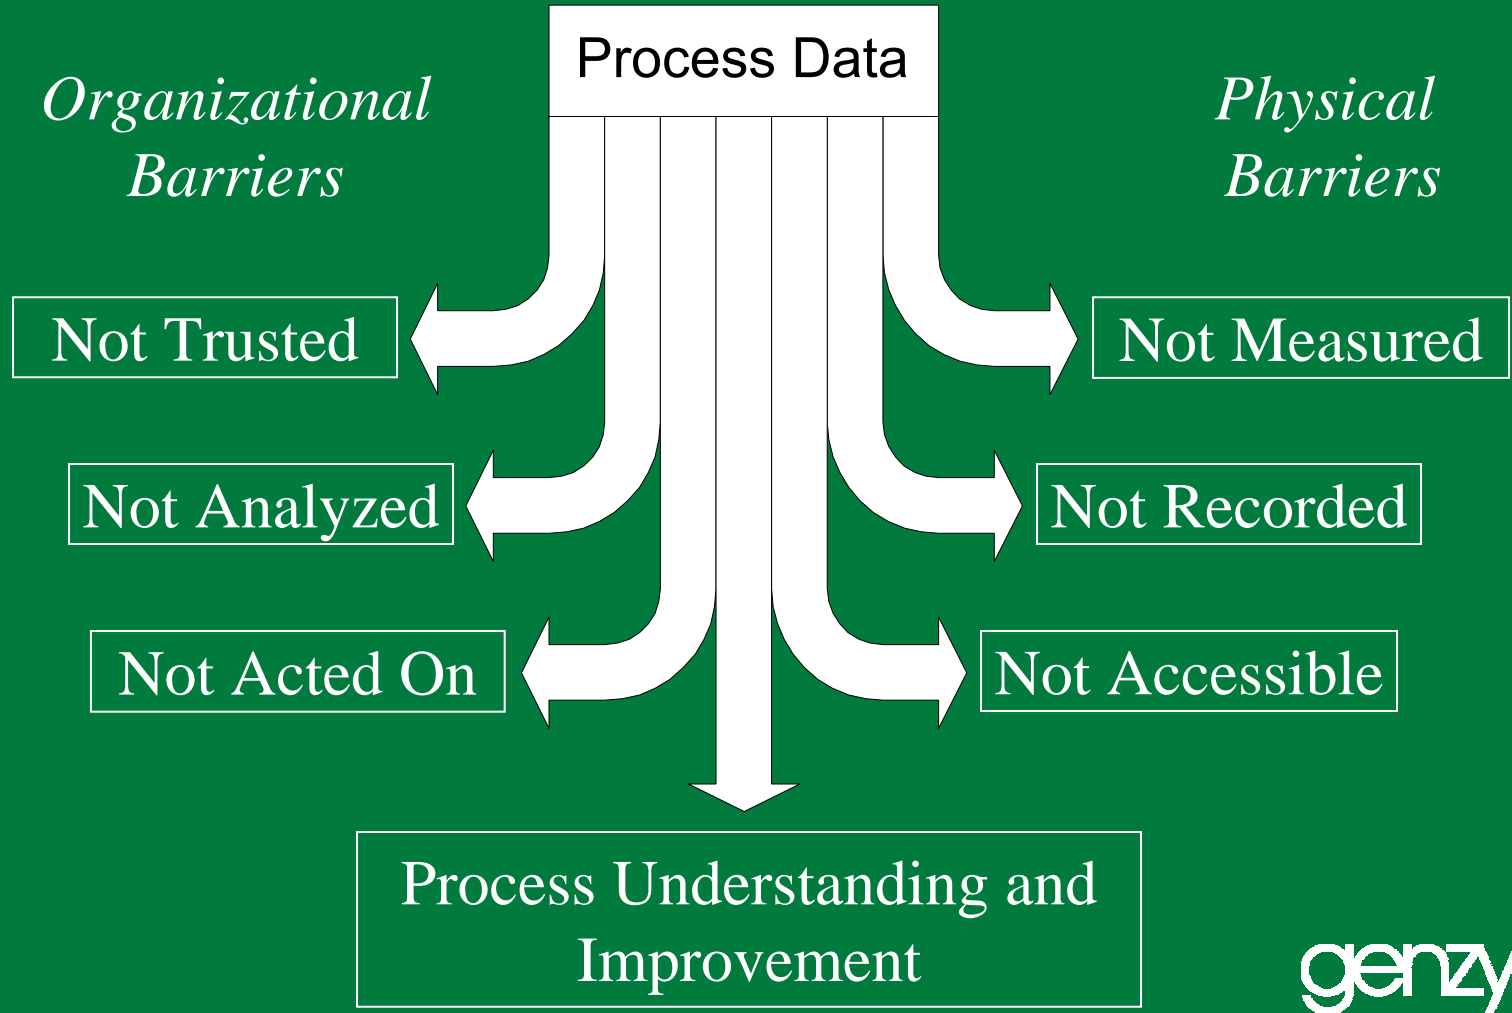 Process Data
Organizational
Barriers
Physical
Barriers
Not Trusted
Not Measured
Not Analyzed
Not Recorded
Not Acted On
Not Accessible
Process Understanding and
Improvement
genzy